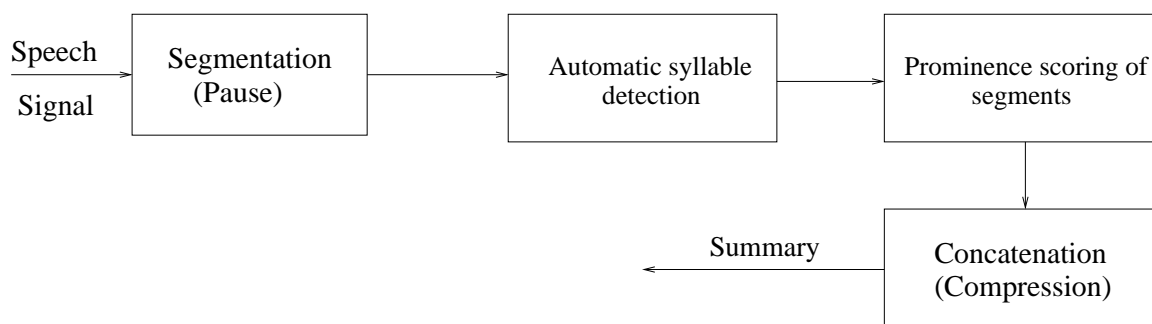 Speech
Signal
Segmentation
(Pause)
Automatic syllable
detection
Prominence scoring of
segments
Concatenation
(Compression)
Summary